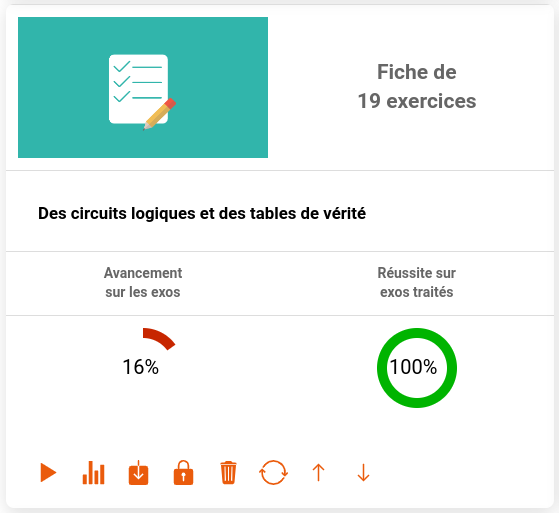 Fiche de
19 exercices
Des circuits logiques et des tables de vérité
Avancement
sur les exos
Réussite sur
exos traités
16%
100%